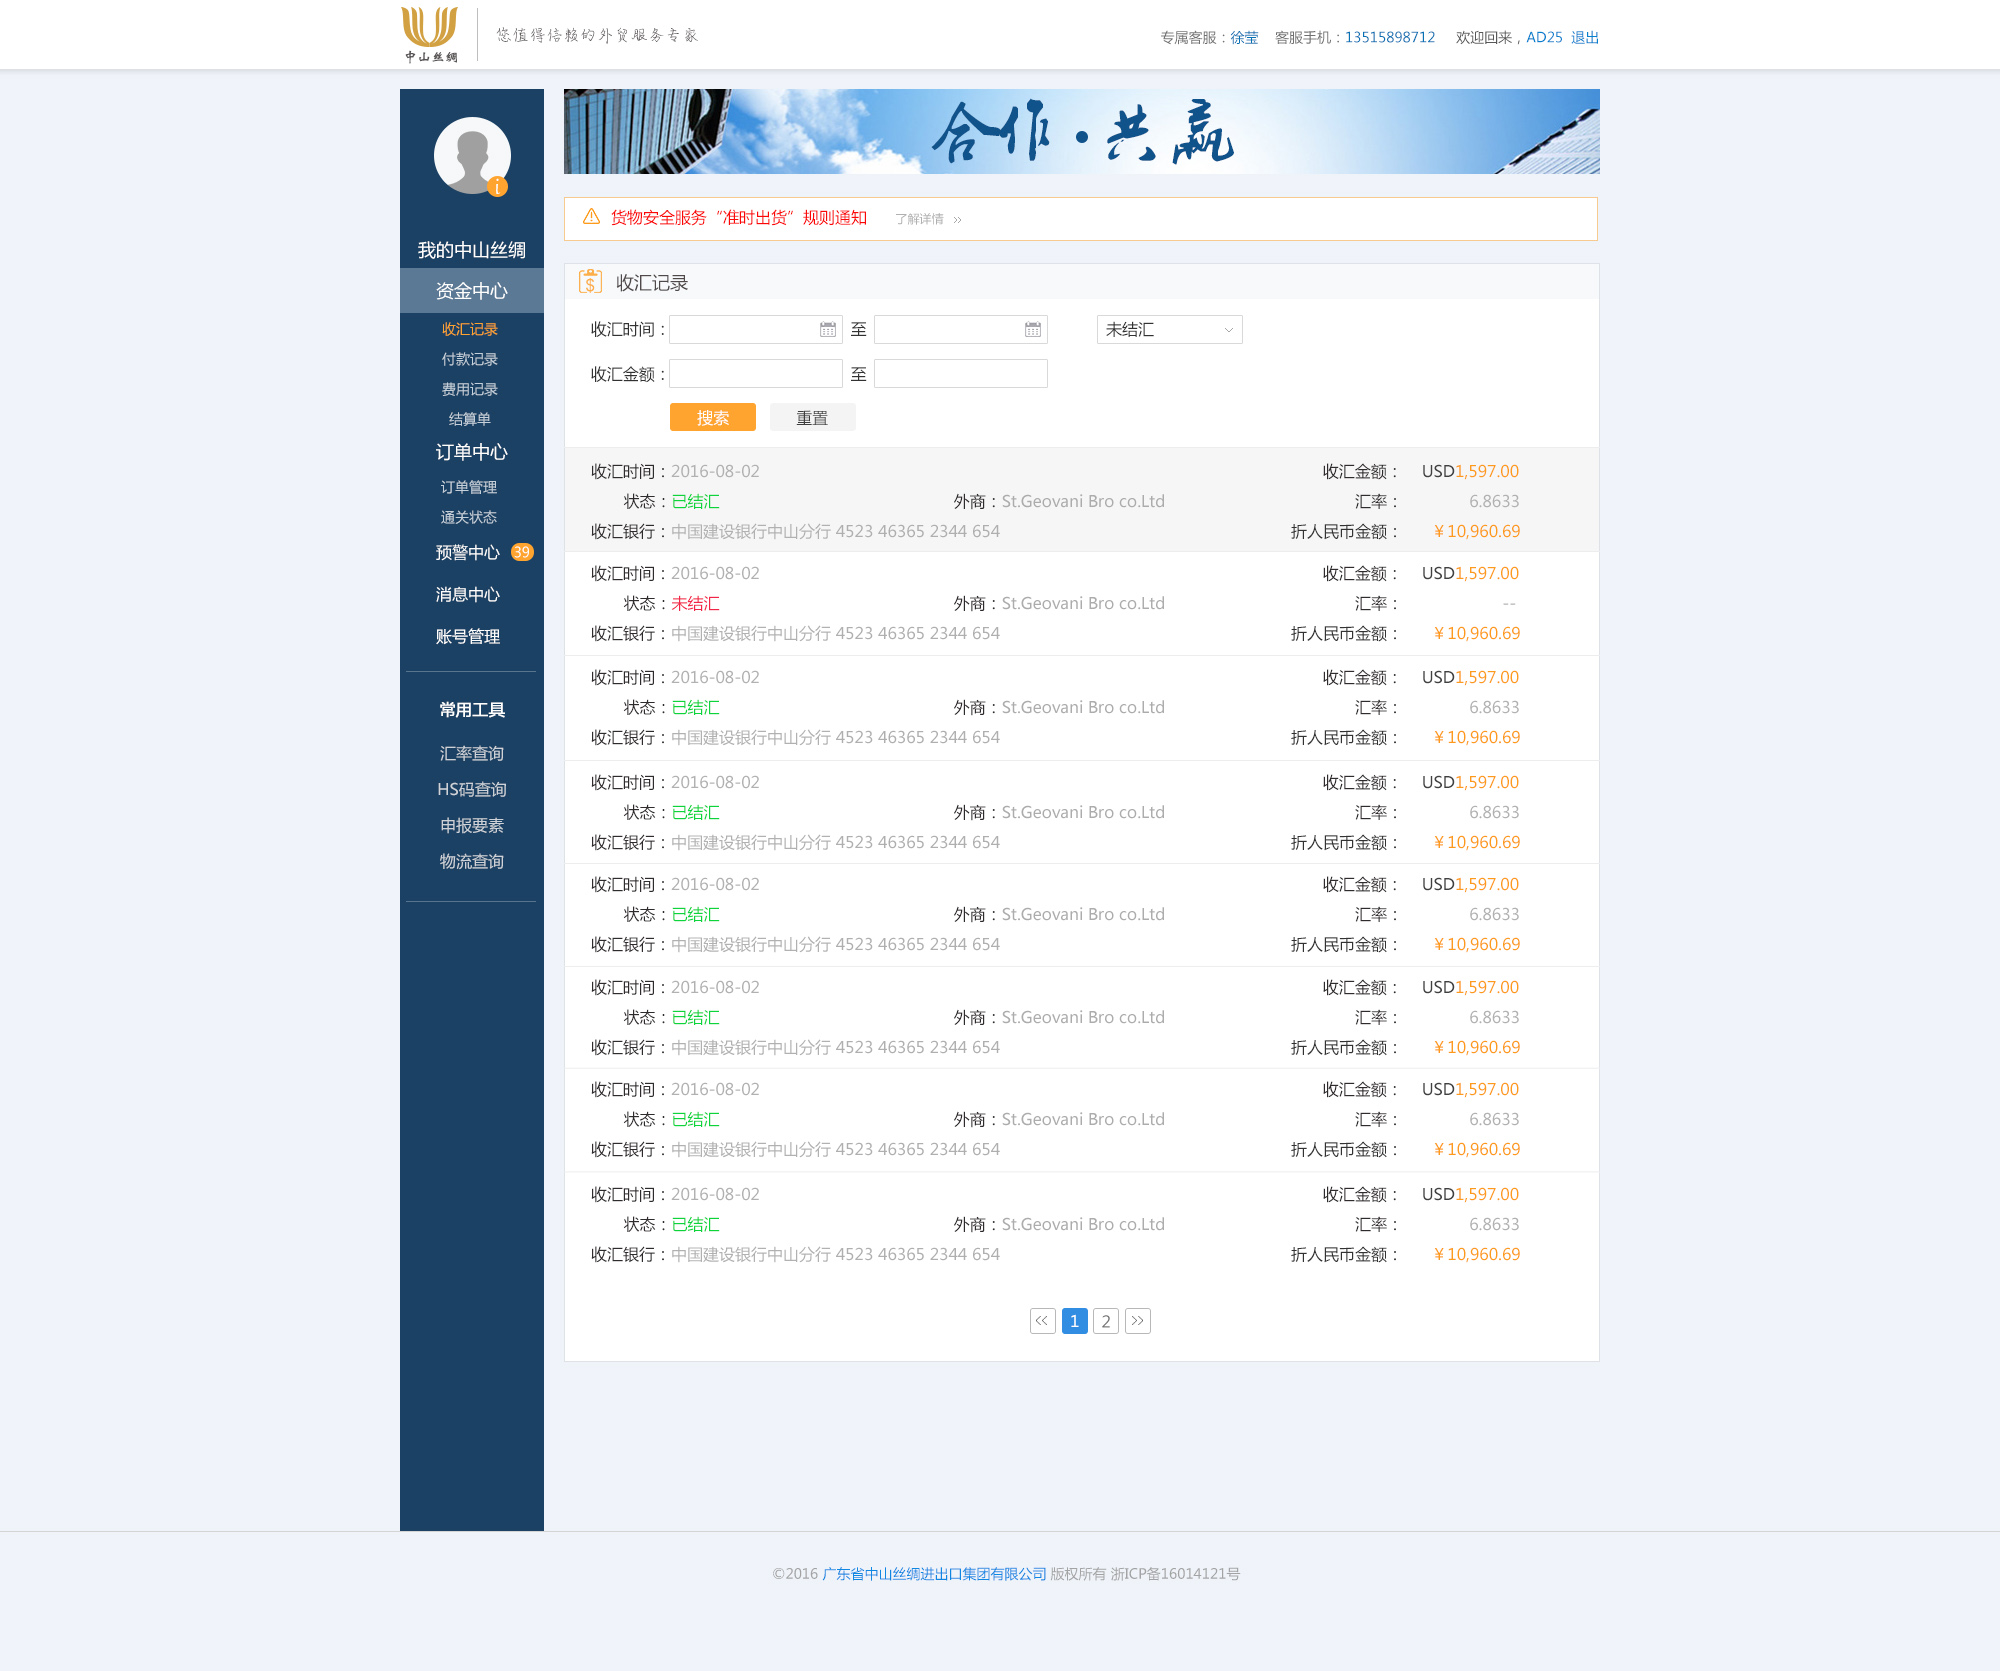 中山丝绸
您值得信赖的外贸服务专家
专属客服：徐莹 客服手机：13515898712 欢迎回来，AD25 退出
合作·共赢
i
我的中山丝绸
资金中心
收汇记录
付款记录
费用记录
结算单
订单中心
订单管理
通关状态
预警中心 39
消息中心
账号管理
常用工具
汇率查询
HS码查询
申报要素
物流查询
货物安全服务“准时出货”规则通知 了解详情 »
收汇记录
收汇时间： 至 未结汇
收汇金额： 至
搜索 重置
收汇时间：2016-08-02 收汇金额： USD1,597.00
状态：已结汇 外商：St.Geovani Bro co.Ltd 汇率： 6.8633
收汇银行：中国建设银行中山分行 4523 46365 2344 654 折人民币金额： ￥10,960.69
收汇时间：2016-08-02 收汇金额： USD1,597.00
状态：未结汇 外商：St.Geovani Bro co.Ltd 汇率： --
收汇银行：中国建设银行中山分行 4523 46365 2344 654 折人民币金额： ￥10,960.69
收汇时间：2016-08-02 收汇金额： USD1,597.00
状态：已结汇 外商：St.Geovani Bro co.Ltd 汇率： 6.8633
收汇银行：中国建设银行中山分行 4523 46365 2344 654 折人民币金额： ￥10,960.69
收汇时间：2016-08-02 收汇金额： USD1,597.00
状态：已结汇 外商：St.Geovani Bro co.Ltd 汇率： 6.8633
收汇银行：中国建设银行中山分行 4523 46365 2344 654 折人民币金额： ￥10,960.69
收汇时间：2016-08-02 收汇金额： USD1,597.00
状态：已结汇 外商：St.Geovani Bro co.Ltd 汇率： 6.8633
收汇银行：中国建设银行中山分行 4523 46365 2344 654 折人民币金额： ￥10,960.69
收汇时间：2016-08-02 收汇金额： USD1,597.00
状态：已结汇 外商：St.Geovani Bro co.Ltd 汇率： 6.8633
收汇银行：中国建设银行中山分行 4523 46365 2344 654 折人民币金额： ￥10,960.69
收汇时间：2016-08-02 收汇金额： USD1,597.00
状态：已结汇 外商：St.Geovani Bro co.Ltd 汇率： 6.8633
收汇银行：中国建设银行中山分行 4523 46365 2344 654 折人民币金额： ￥10,960.69
收汇时间：2016-08-02 收汇金额： USD1,597.00
状态：已结汇 外商：St.Geovani Bro co.Ltd 汇率： 6.8633
收汇银行：中国建设银行中山分行 4523 46365 2344 654 折人民币金额： ￥10,960.69
« 1 2 »
©2016 广东省中山丝绸进出口集团有限公司 版权所有 浙ICP备16014121号